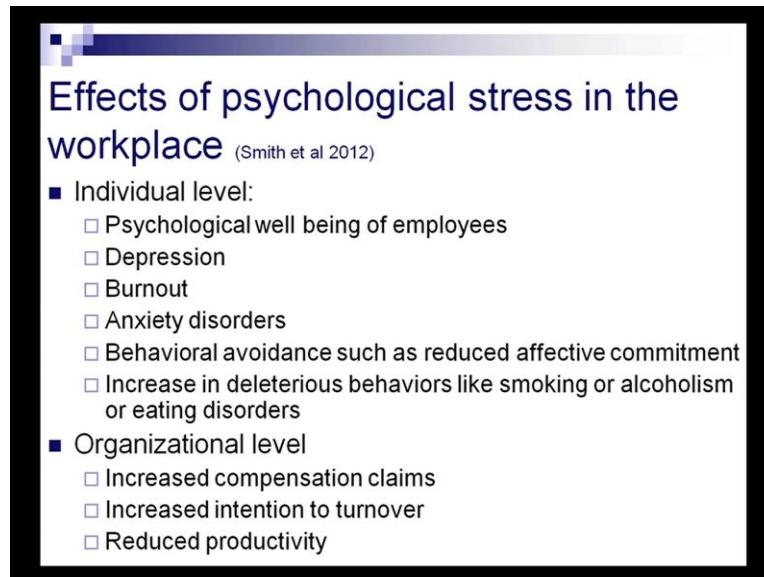 Effects of psychological stress in the
workplace (Smith et al 2012)
Individual level:
Psychological well being of employees
Depression
Burnout
Anxiety disorders
Behavioral avoidance such as reduced affective commitment
Increase in deleterious behaviors like smoking or alcoholism
or eating disorders
Organizational level
Increased compensation claims
Increased intention to turnover
Reduced productivity